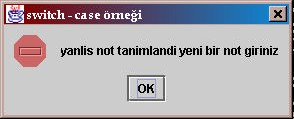 switch - case örneği
yanlis not tanimlandi yeni bir not giriniz
OK